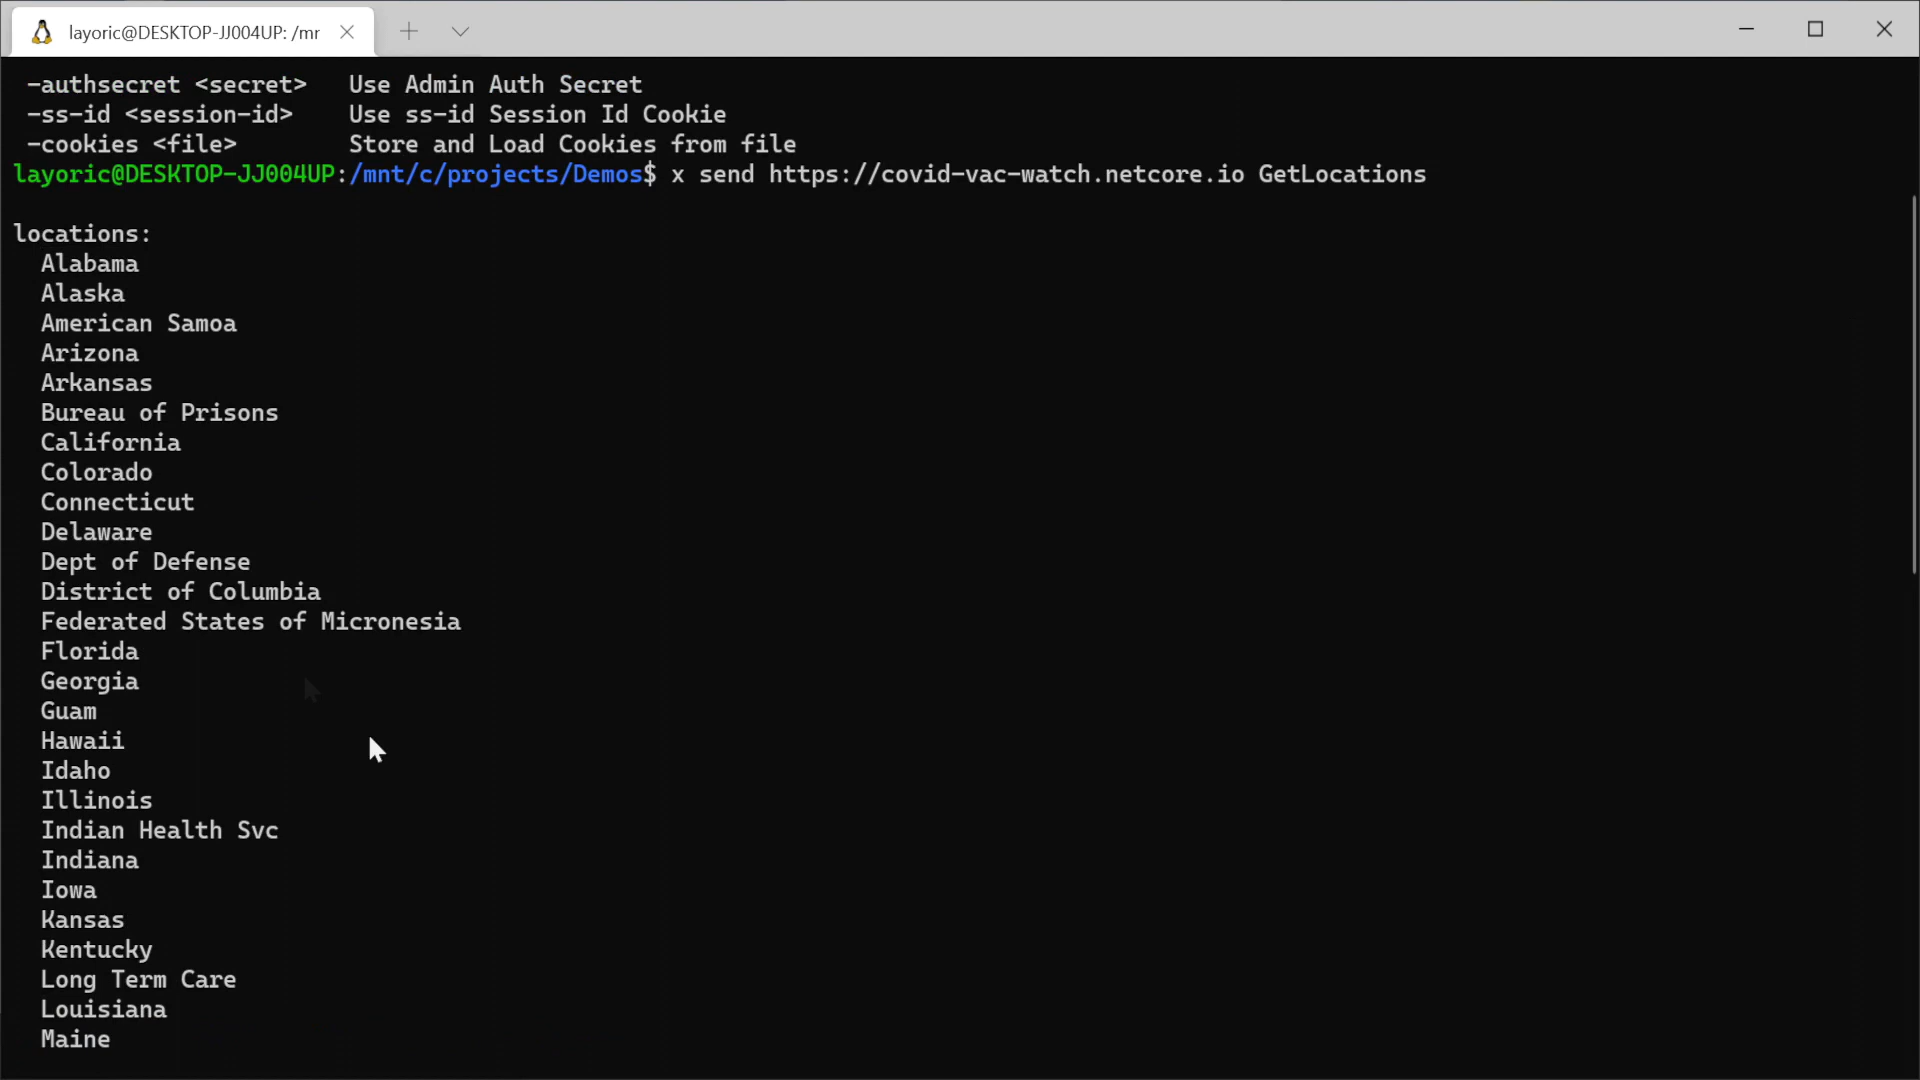 layoric@DESKTOP-JJ004UP: /mr
-authsecret <secret>   Use Admin Auth Secret
-ss-id <session-id>    Use ss-id Session Id Cookie
-cookies <file>        Store and Load Cookies from file
layoric@DESKTOP-JJ004UP:/mnt/c/projects/Demos$ x send https://covid-vac-watch.netcore.io GetLocations
locations:
Alabama
Alaska
American Samoa
Arizona
Arkansas
Bureau of Prisons
California
Colorado
Connecticut
Delaware
Dept of Defense
District of Columbia
Federated States of Micronesia
Florida
Georgia
Guam
Hawaii
Idaho
Illinois
Indian Health Svc
Indiana
Iowa
Kansas
Kentucky
Long Term Care
Louisiana
Maine